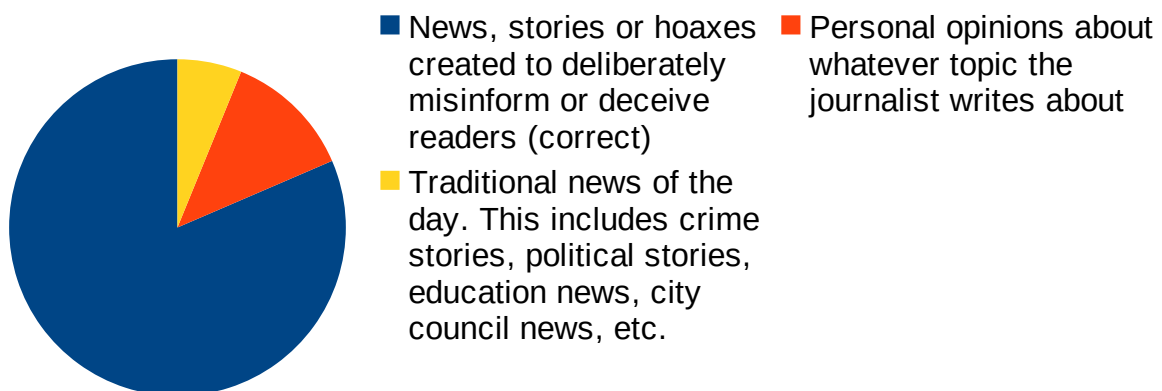 News, stories or hoaxes
created to deliberately
misinform or deceive
readers (correct)
Personal opinions about
whatever topic the
journalist writes about
Traditional news of the
day. This includes crime
stories, political stories,
education news, city
council news, etc.